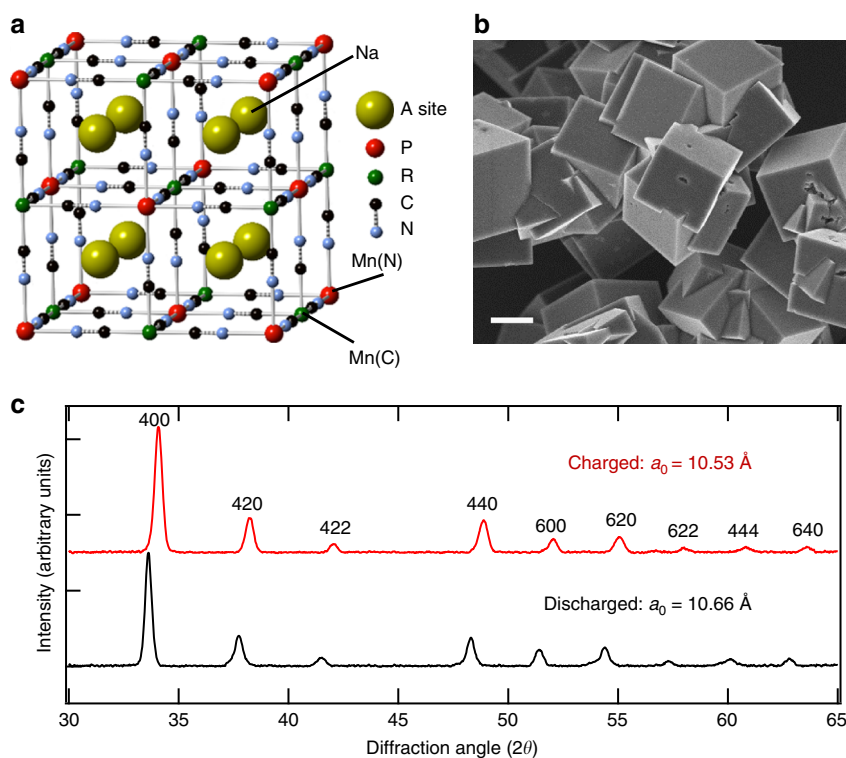 a
Na
A site
P
R
C
N
Mn(N)
Mn(C)
b
c
400
420
422
440
600
620
622
444
640
Charged: a₀ = 10.53 Å
Discharged: a₀ = 10.66 Å
Intensity (arbitrary units)
30 35 40 45 50 55 60 65
Diffraction angle (2θ)